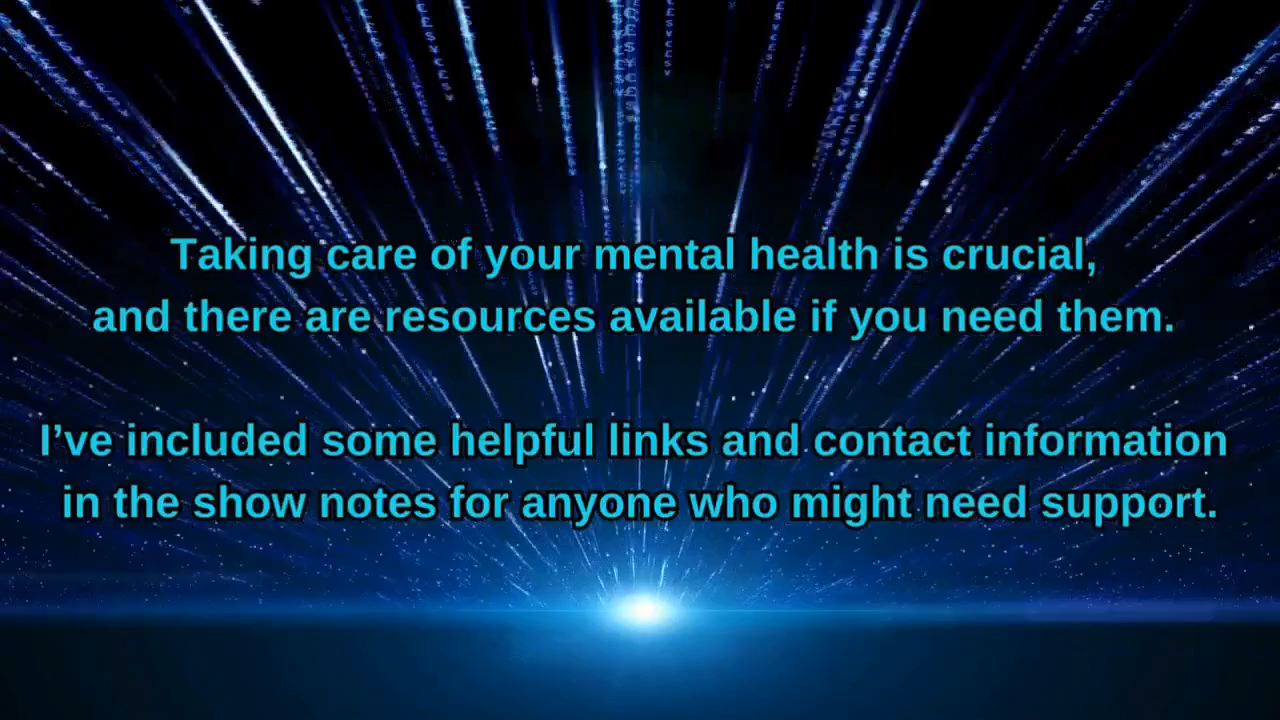 Taking care of your mental health is crucial,
and there are resources available if you need them.
I’ve included some helpful links and contact information
in the show notes for anyone who might need support.